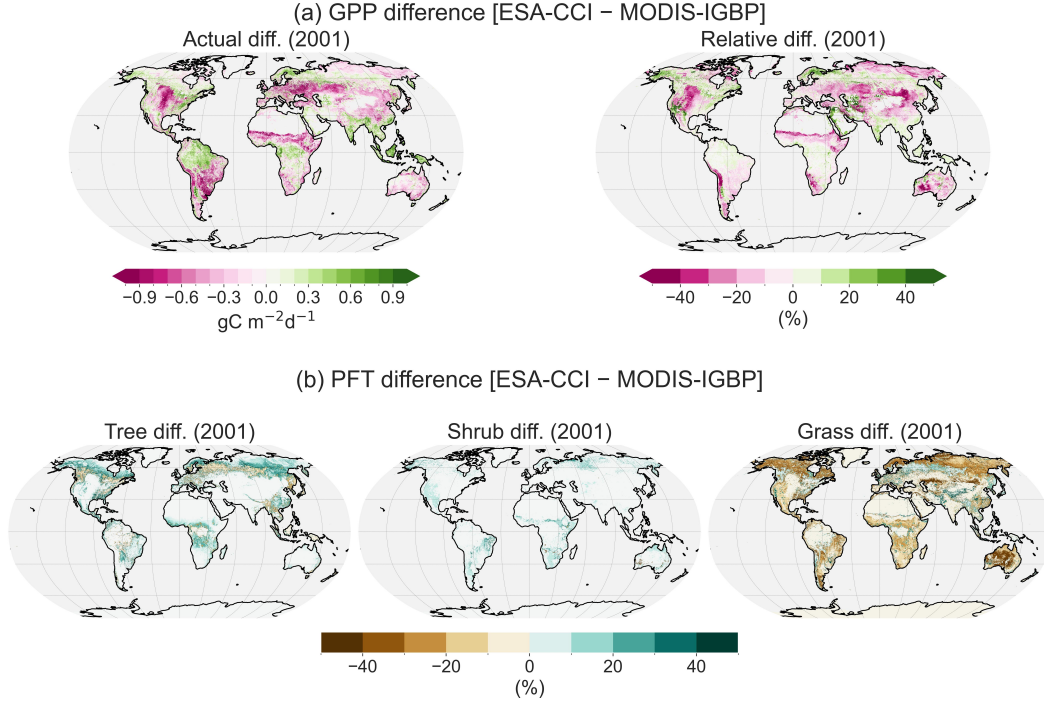 (a) GPP difference [ESA-CCI − MODIS-IGBP]
Actual diff. (2001)
Relative diff. (2001)
−0.9 −0.6 −0.3 0.0 0.3 0.6 0.9
gC m⁻²d⁻¹
−40 −20 0 20 40
(%)
(b) PFT difference [ESA-CCI − MODIS-IGBP]
Tree diff. (2001)
Shrub diff. (2001)
Grass diff. (2001)
−40 −20 0 20 40
(%)